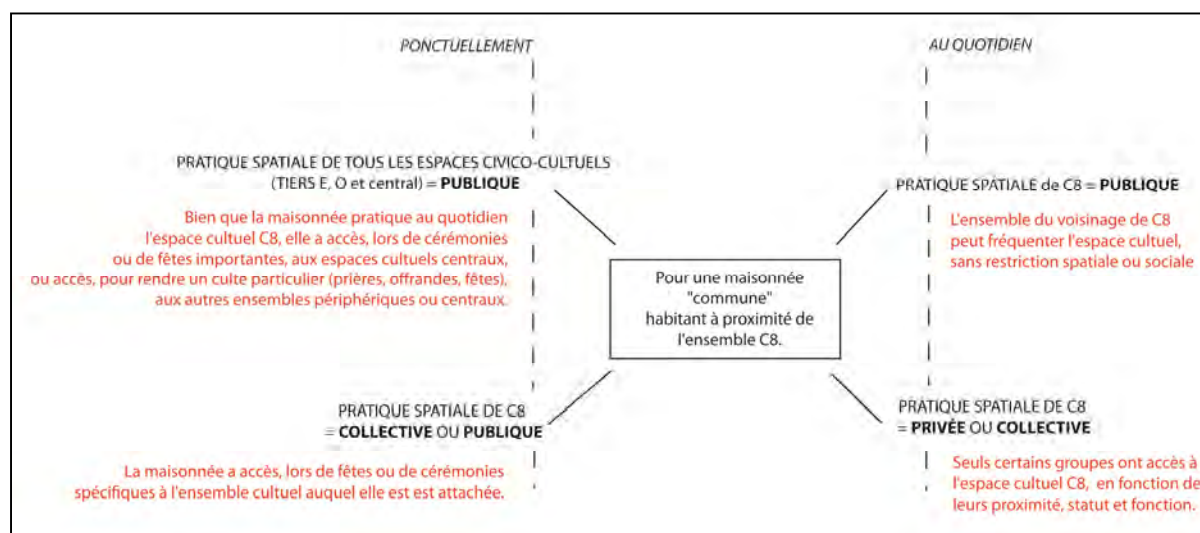 PONCTUELLEMENT
AU QUOTIDIEN
PRATIQUE SPATIALE DE TOUS LES ESPACES CIVICO-CULTUELS
(TIERS E, O et central) = PUBLIQUE
Bien que la maisonnée pratique au quotidien
l'espace cultuel C8, elle a accès, lors de cérémonies
ou de fêtes importantes, aux espaces cultuels centraux,
ou accès, pour rendre un culte particulier (prières, offrandes, fêtes),
aux autres ensembles périphériques ou centraux.
PRATIQUE SPATIALE de C8 = PUBLIQUE
L'ensemble du voisinage de C8
peut fréquenter l'espace cultuel,
sans restriction spatiale ou sociale
Pour une maisonnée
"commune"
habitant à proximité de
l'ensemble C8.
PRATIQUE SPATIALE DE C8
= COLLECTIVE OU PUBLIQUE
La maisonnée a accès, lors de fêtes ou de cérémonies
spécifiques à l'ensemble cultuel auquel elle est est attachée.
PRATIQUE SPATIALE DE C8
= PRIVÉE OU COLLECTIVE
Seuls certains groupes ont accès à
l'espace cultuel C8, en fonction de
leurs proximité, statut et fonction.